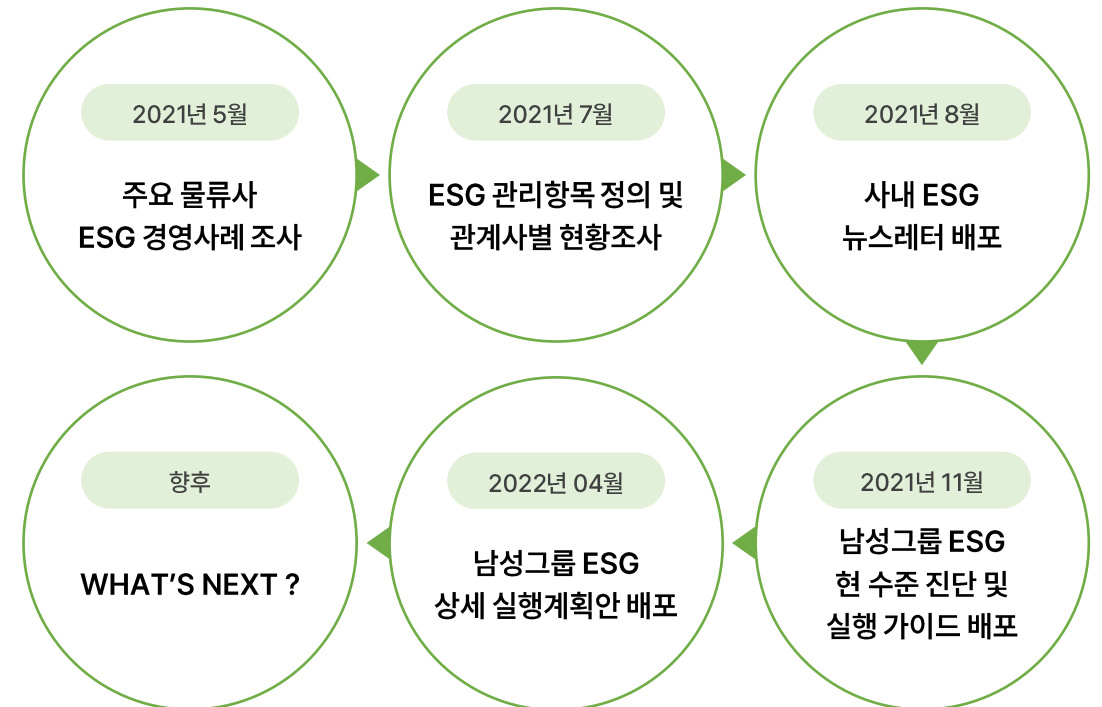 2021년 5월
주요 물류사
ESG 경영사례 조사
2021년 7월
ESG 관리항목 정의 및
관계사별 현황조사
2021년 8월
사내 ESG
뉴스레터 배포
2021년 11월
남성그룹 ESG
현 수준 진단 및
실행 가이드 배포
2022년 04월
남성그룹 ESG
상세 실행계획안 배포
향후
WHAT’S NEXT ?